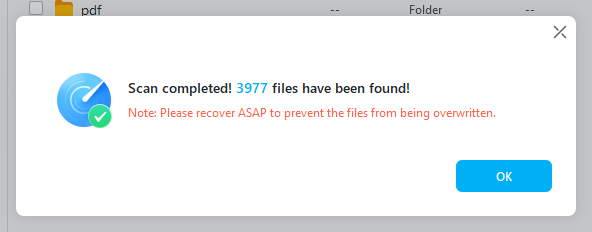 pdf -- Folder --
Scan completed! 3977 files have been found!
Note: Please recover ASAP to prevent the files from being overwritten.
OK